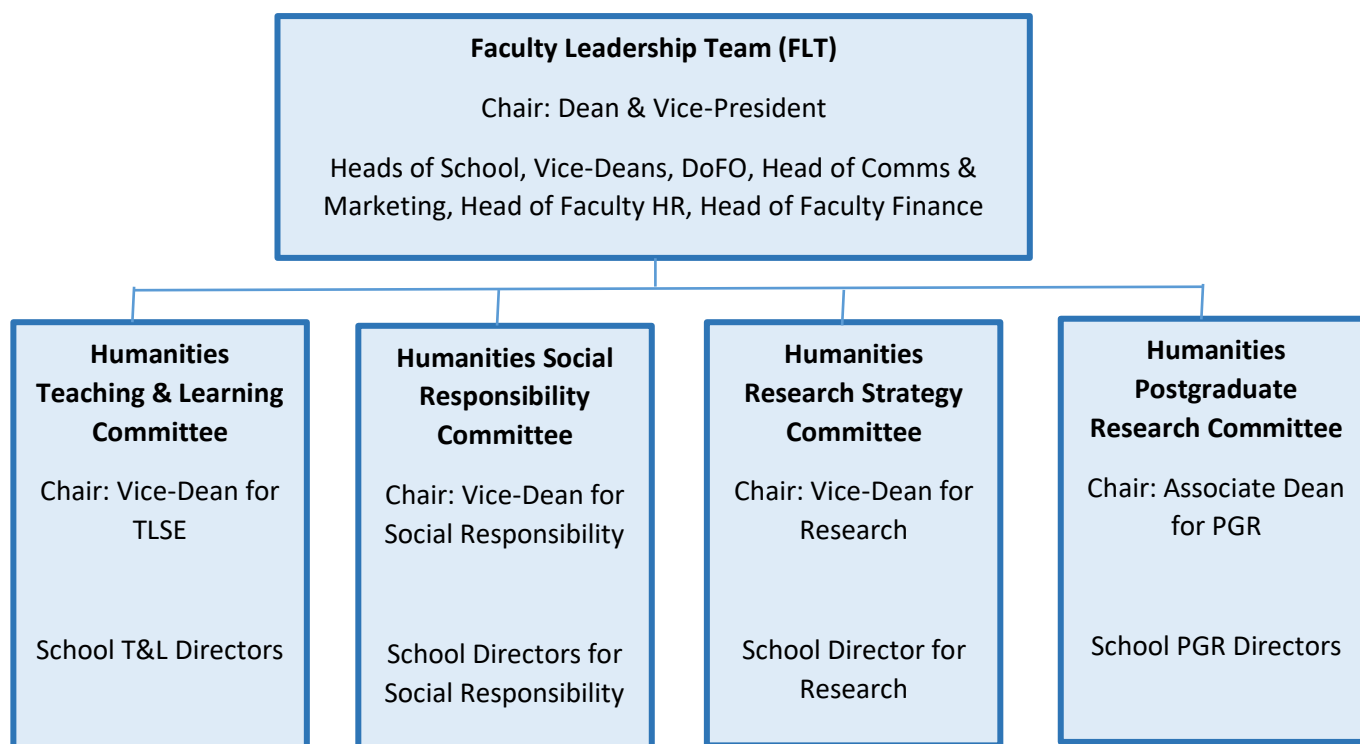 Faculty Leadership Team (FLT)
Chair: Dean & Vice-President
Heads of School, Vice-Deans, DoFO, Head of Comms &
Marketing, Head of Faculty HR, Head of Faculty Finance
Humanities
Teaching & Learning
Committee
Chair: Vice-Dean for
TLSE
School T&L Directors
Humanities Social
Responsibility
Committee
Chair: Vice-Dean for
Social Responsibility
School Directors for
Social Responsibility
Humanities
Research Strategy
Committee
Chair: Vice-Dean for
Research
School Director for
Research
Humanities
Postgraduate
Research Committee
Chair: Associate Dean
for PGR
School PGR Directors